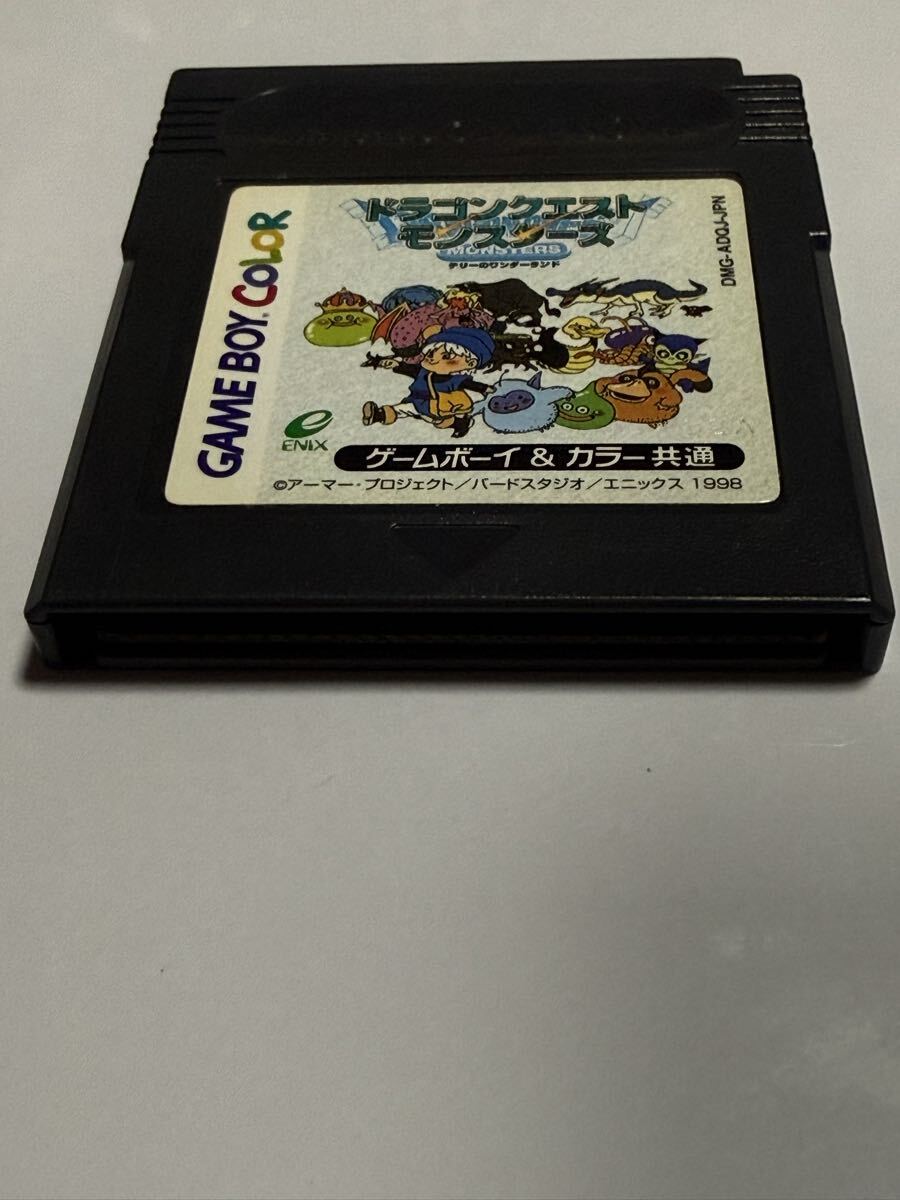 ドラゴンクエスト
モンスターズ
MONSTERS
テリーのワンダーランド
GAME BOY COLOR
DMG-ADQJ-JPN
ENIX
ゲームボーイ & カラー 共通
©アーマー・プロジェクト/バードスタジオ/エニックス 1998